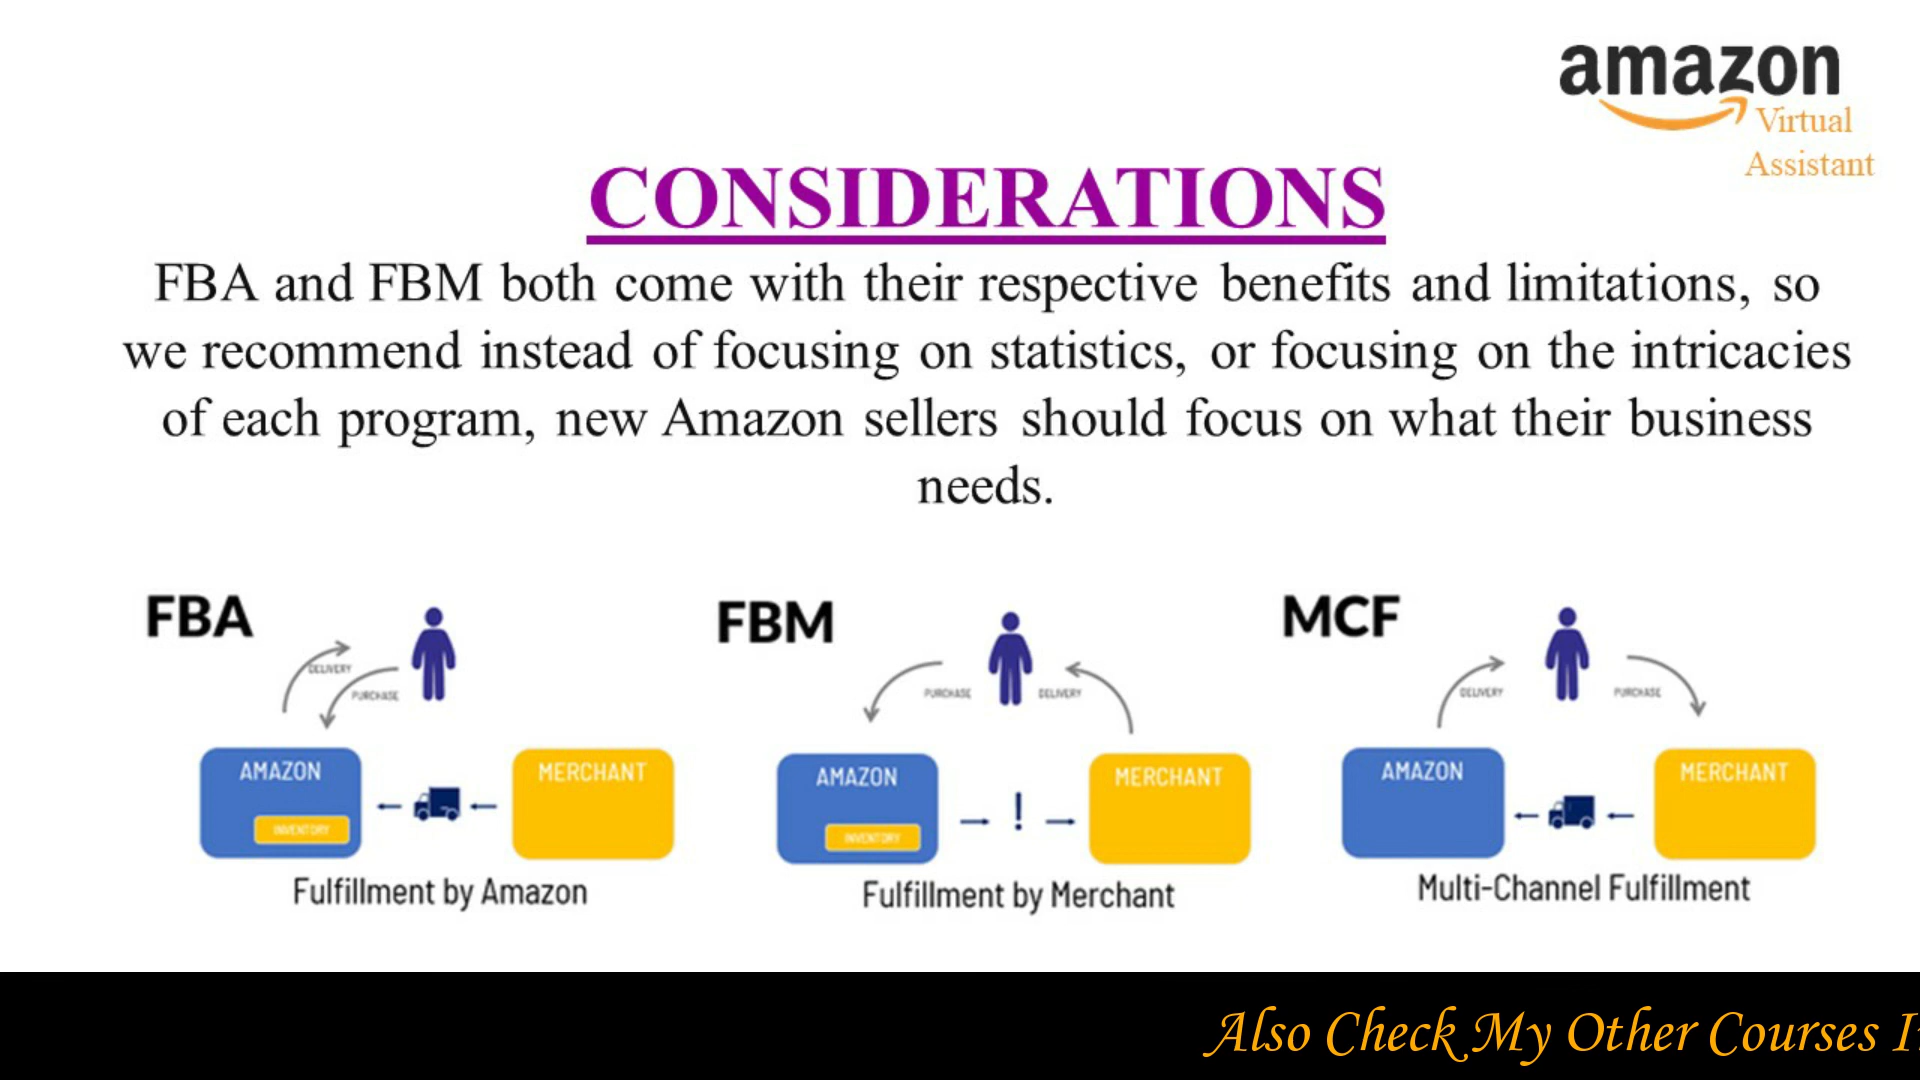 amazon
Virtual
Assistant
CONSIDERATIONS
FBA and FBM both come with their respective benefits and limitations, so
we recommend instead of focusing on statistics, or focusing on the intricacies
of each program, new Amazon sellers should focus on what their business
needs.
FBA
DELIVERY
PURCHASE
AMAZON
INVENTORY
MERCHANT
Fulfillment by Amazon
FBM
PURCHASE
DELIVERY
AMAZON
INVENTORY
!
MERCHANT
Fulfillment by Merchant
MCF
DELIVERY
PURCHASE
AMAZON
MERCHANT
Multi-Channel Fulfillment
Also Check My Other Courses